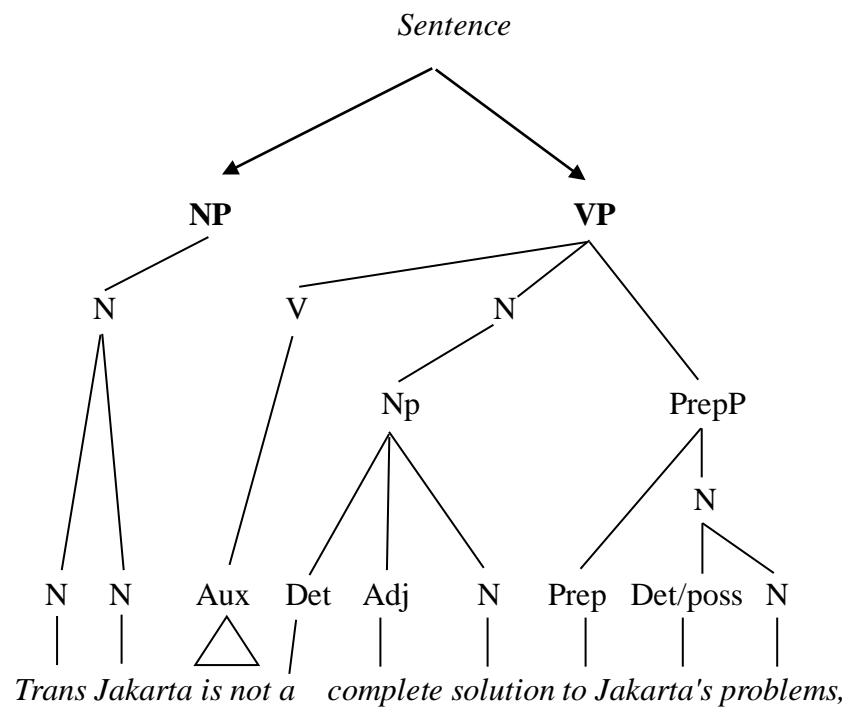 Sentence
NP VP
N V N
Np PrepP
N
N N Aux Det Adj N Prep Det/poss N
Trans Jakarta is not a complete solution to Jakarta's problems,